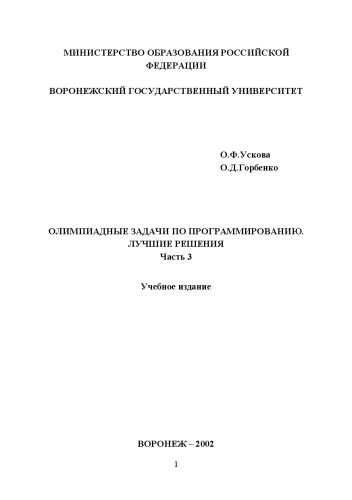 МИНИСТЕРСТВО ОБРАЗОВАНИЯ РОССИЙСКОЙ
ФЕДЕРАЦИИ
ВОРОНЕЖСКИЙ ГОСУДАРСТВЕННЫЙ УНИВЕРСИТЕТ
О.Ф.Ускова
О.Д.Горбенко
ОЛИМПИАДНЫЕ ЗАДАЧИ ПО ПРОГРАММИРОВАНИЮ.
ЛУЧШИЕ РЕШЕНИЯ
Часть 3
Учебное издание
ВОРОНЕЖ – 2002
1